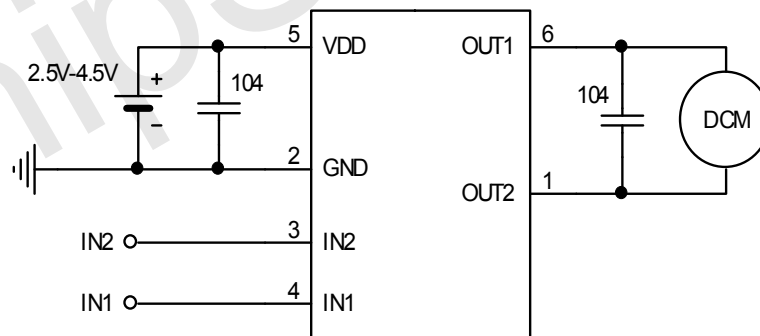 5 VDD OUT1 6
2.5V-4.5V + 104 104 DCM
-
2 GND
OUT2 1
IN2 3 IN2
IN1 4 IN1